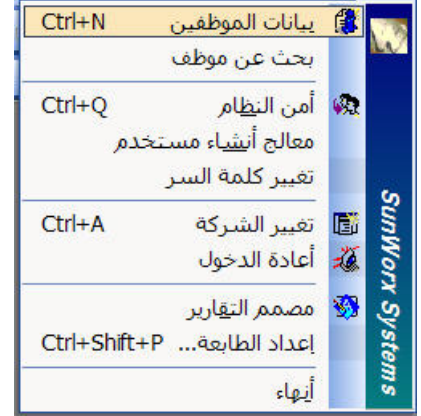 بيانات الموظفين Ctrl+N
بحث عن موظف
أمن النظام Ctrl+Q
معالج أنشاء مستخدم
تغيير كلمة السر
تغيير الشركة Ctrl+A
أعادة الدخول
مصمم التقارير
إعداد الطابعة... Ctrl+Shift+P
أنهاء
SunWorx Systems